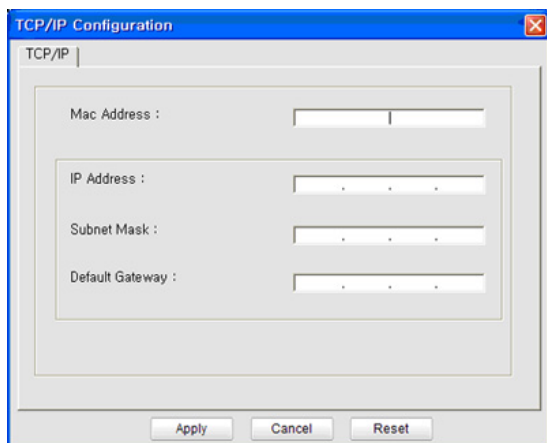 TCP/IP Configuration
TCP/IP
Mac Address :
IP Address :
. . .
Subnet Mask :
. . .
Default Gateway :
. . .
Apply Cancel Reset